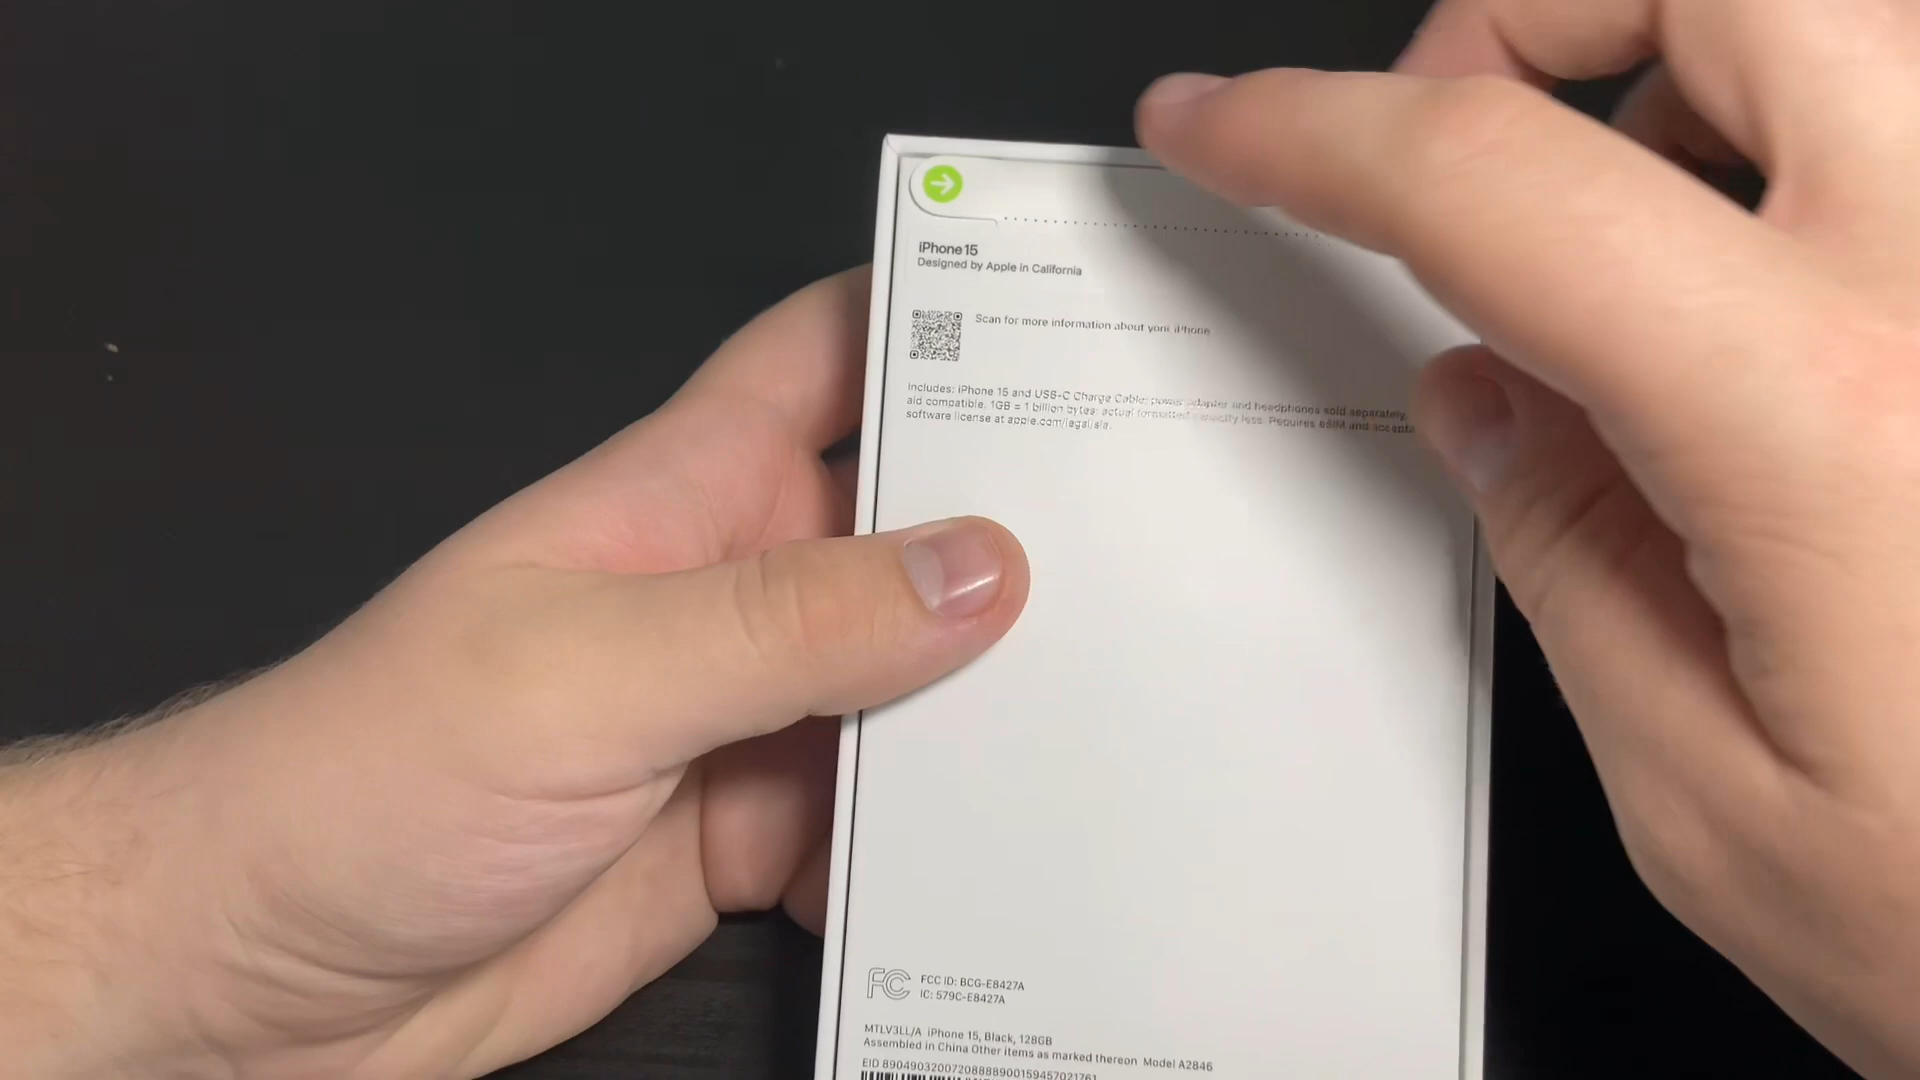 iPhone 15
Designed by Apple in California
Scan for more information about your iPhone
Includes: iPhone 15 and USB-C Charge Cable; power adapter and headphones sold separately.
aid compatible. 1GB = 1 billion bytes; actual formatted capacity less. Requires eSIM and
software license at apple.com/legal/sla.
FC
FCC ID: BCG-E8427A
IC: 579C-E8427A
MTLV3LL/A iPhone 15, Black, 128GB
Assembled in China Other items as marked thereon Model A2846
EID 89049032007208888900159457021761